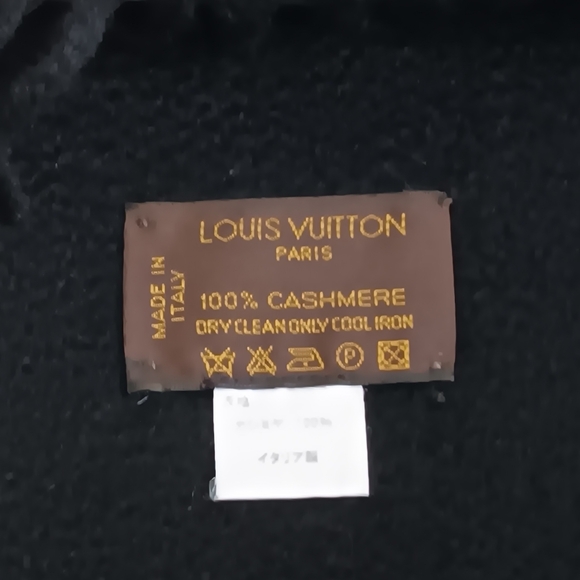 LOUIS VUITTON
PARIS
MADE IN
ITALY
100% CASHMERE
DRY CLEAN ONLY COOL IRON
P
イタリア製